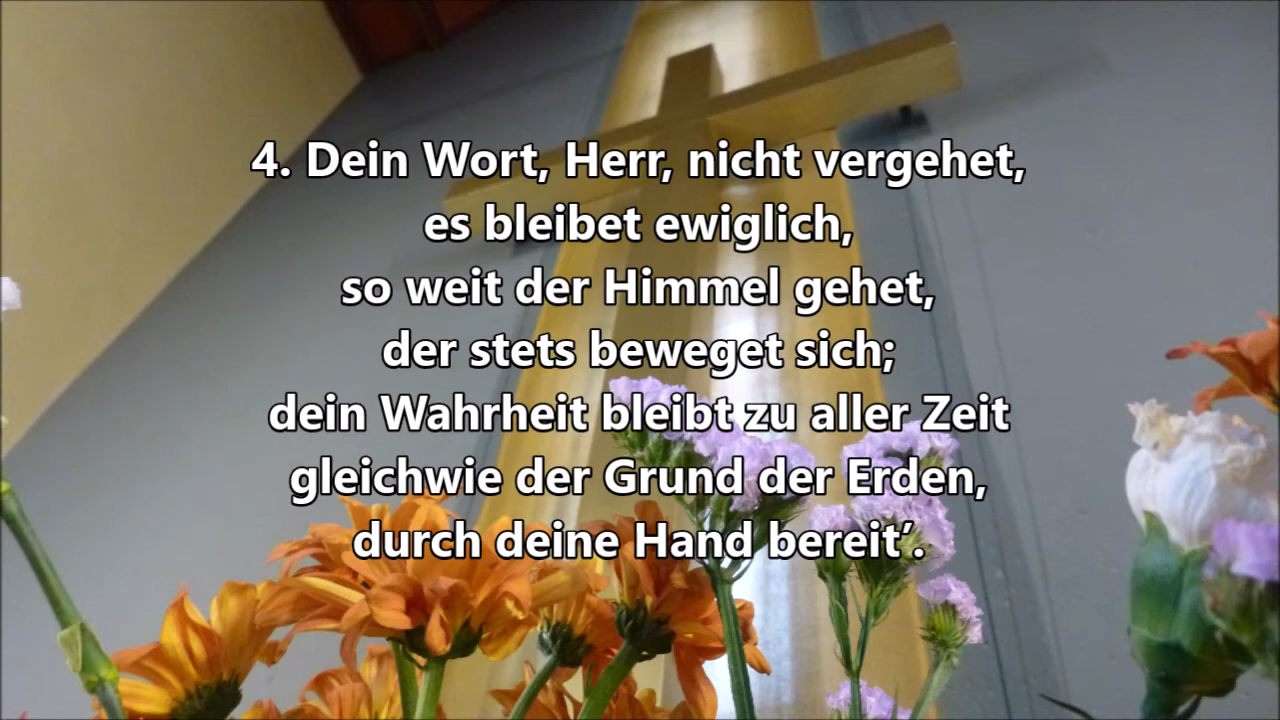 4. Dein Wort, Herr, nicht vergehet,
es bleibet ewiglich,
so weit der Himmel gehet,
der stets beweget sich;
dein Wahrheit bleibt zu aller Zeit
gleichwie der Grund der Erden,
durch deine Hand bereit’.